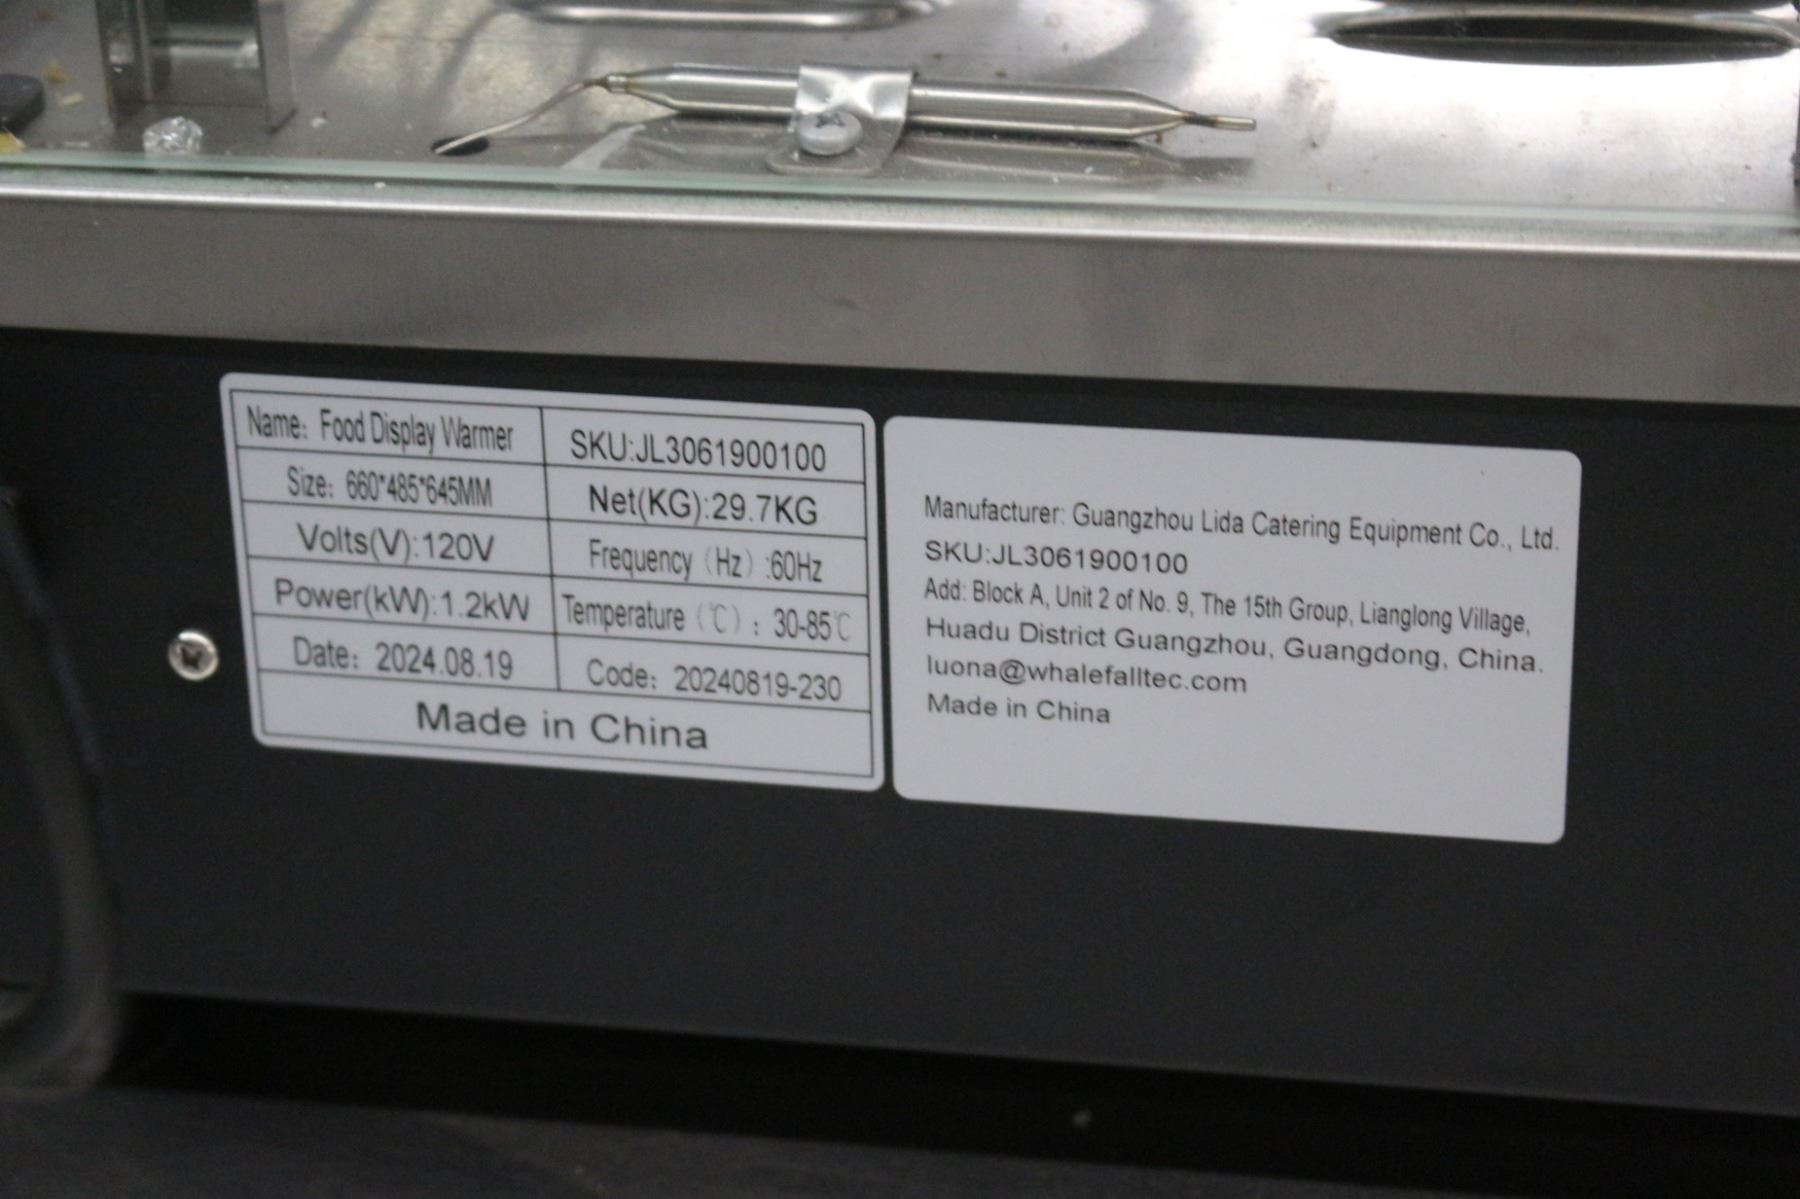 Name: Food Display Warmer
SKU:JL3061900100
Size: 660*485*645MM
Net(KG):29.7KG
Volts(V):120V
Frequency (Hz) :60Hz
Power(kW):1.2kW
Temperature (℃) : 30-85℃
Date: 2024.08.19
Code: 20240819-230
Made in China
Manufacturer: Guangzhou Lida Catering Equipment Co., Ltd.
SKU:JL3061900100
Add: Block A, Unit 2 of No. 9, The 15th Group, Lianglong Village,
Huadu District Guangzhou, Guangdong, China.
luona@whalefalltec.com
Made in China